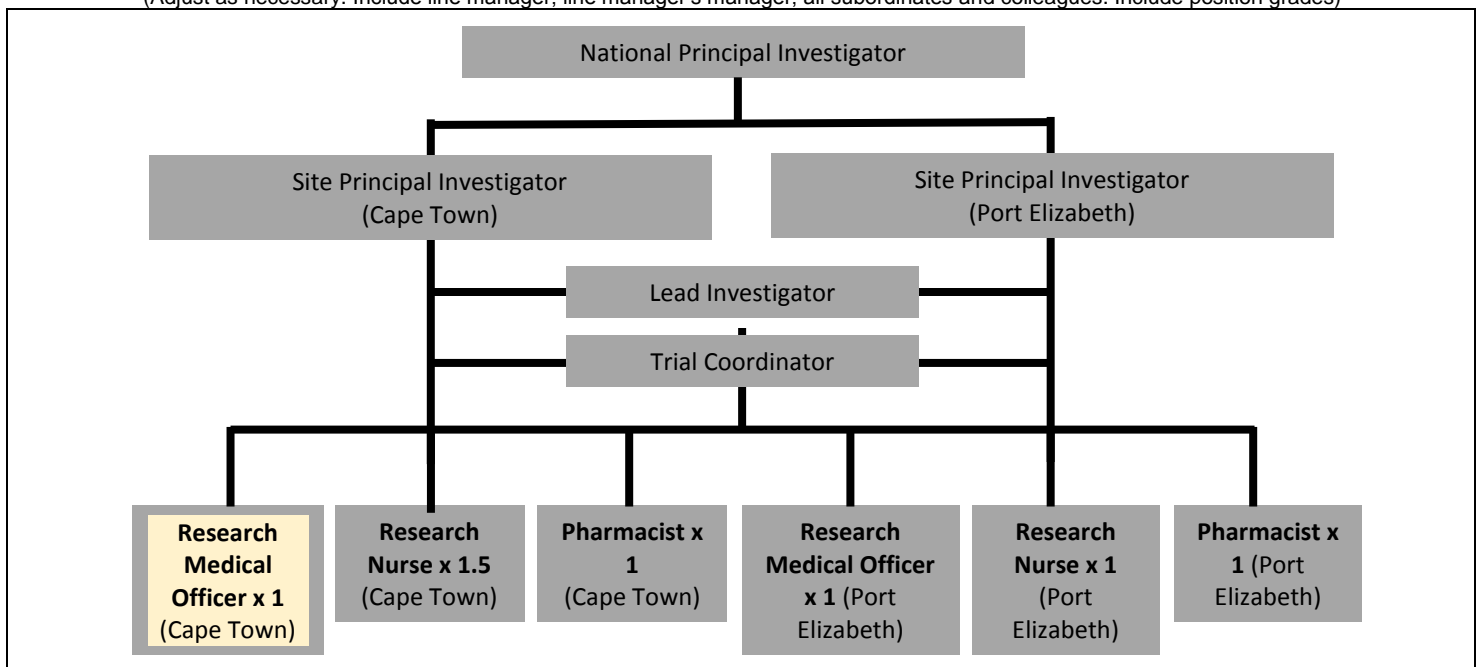 (Adjust as necessary. Include line manager, line manager's manager, all subordinates and colleagues. Include position grades)
National Principal Investigator
Site Principal Investigator
(Cape Town)
Site Principal Investigator
(Port Elizabeth)
Lead Investigator
Trial Coordinator
Research
Medical
Officer x 1
(Cape Town)
Research
Nurse x 1.5
(Cape Town)
Pharmacist x
1
(Cape Town)
Research
Medical Officer
x 1 (Port
Elizabeth)
Research
Nurse x 1
(Port
Elizabeth)
Pharmacist x
1 (Port
Elizabeth)